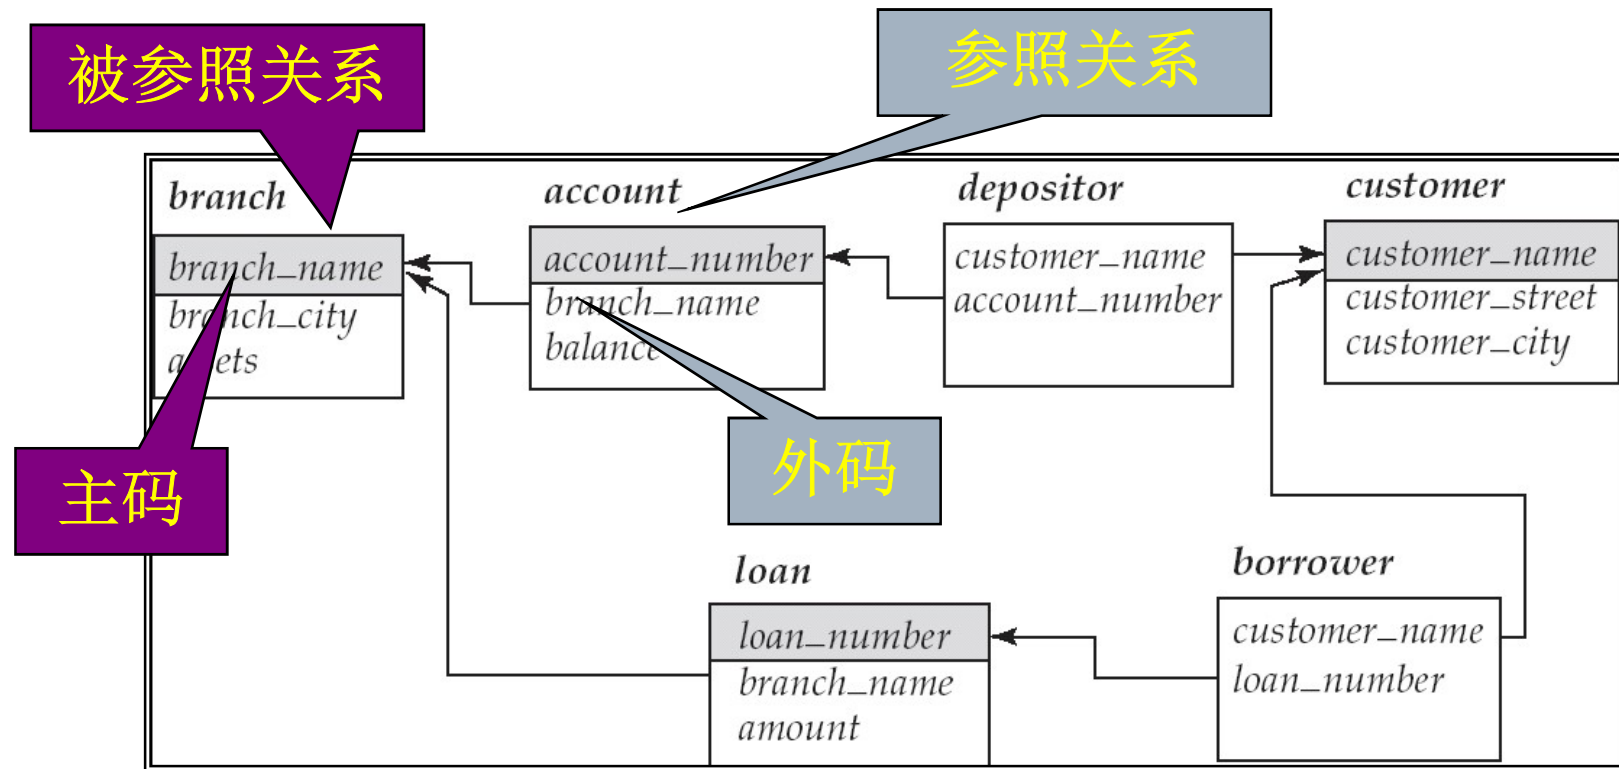 被参照关系
参照关系
branch
branch_name
branch_city
assets
account
account_number
branch_name
balance
depositor
customer_name
account_number
customer
customer_name
customer_street
customer_city
主码
外码
loan
loan_number
branch_name
amount
borrower
customer_name
loan_number